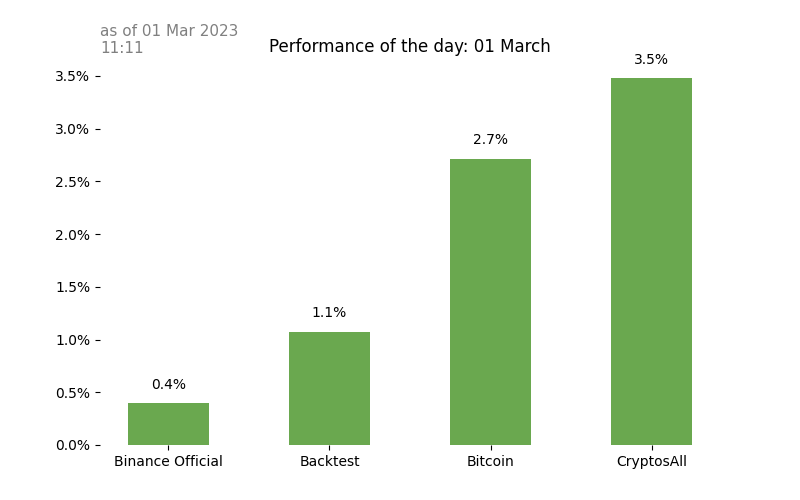 as of 01 Mar 2023
11:11
Performance of the day: 01 March
3.5%
3.5%
3.0%
2.7%
2.5%
2.0%
1.5%
1.1%
1.0%
0.5%
0.4%
0.0%
Binance Official
Backtest
Bitcoin
CryptosAll